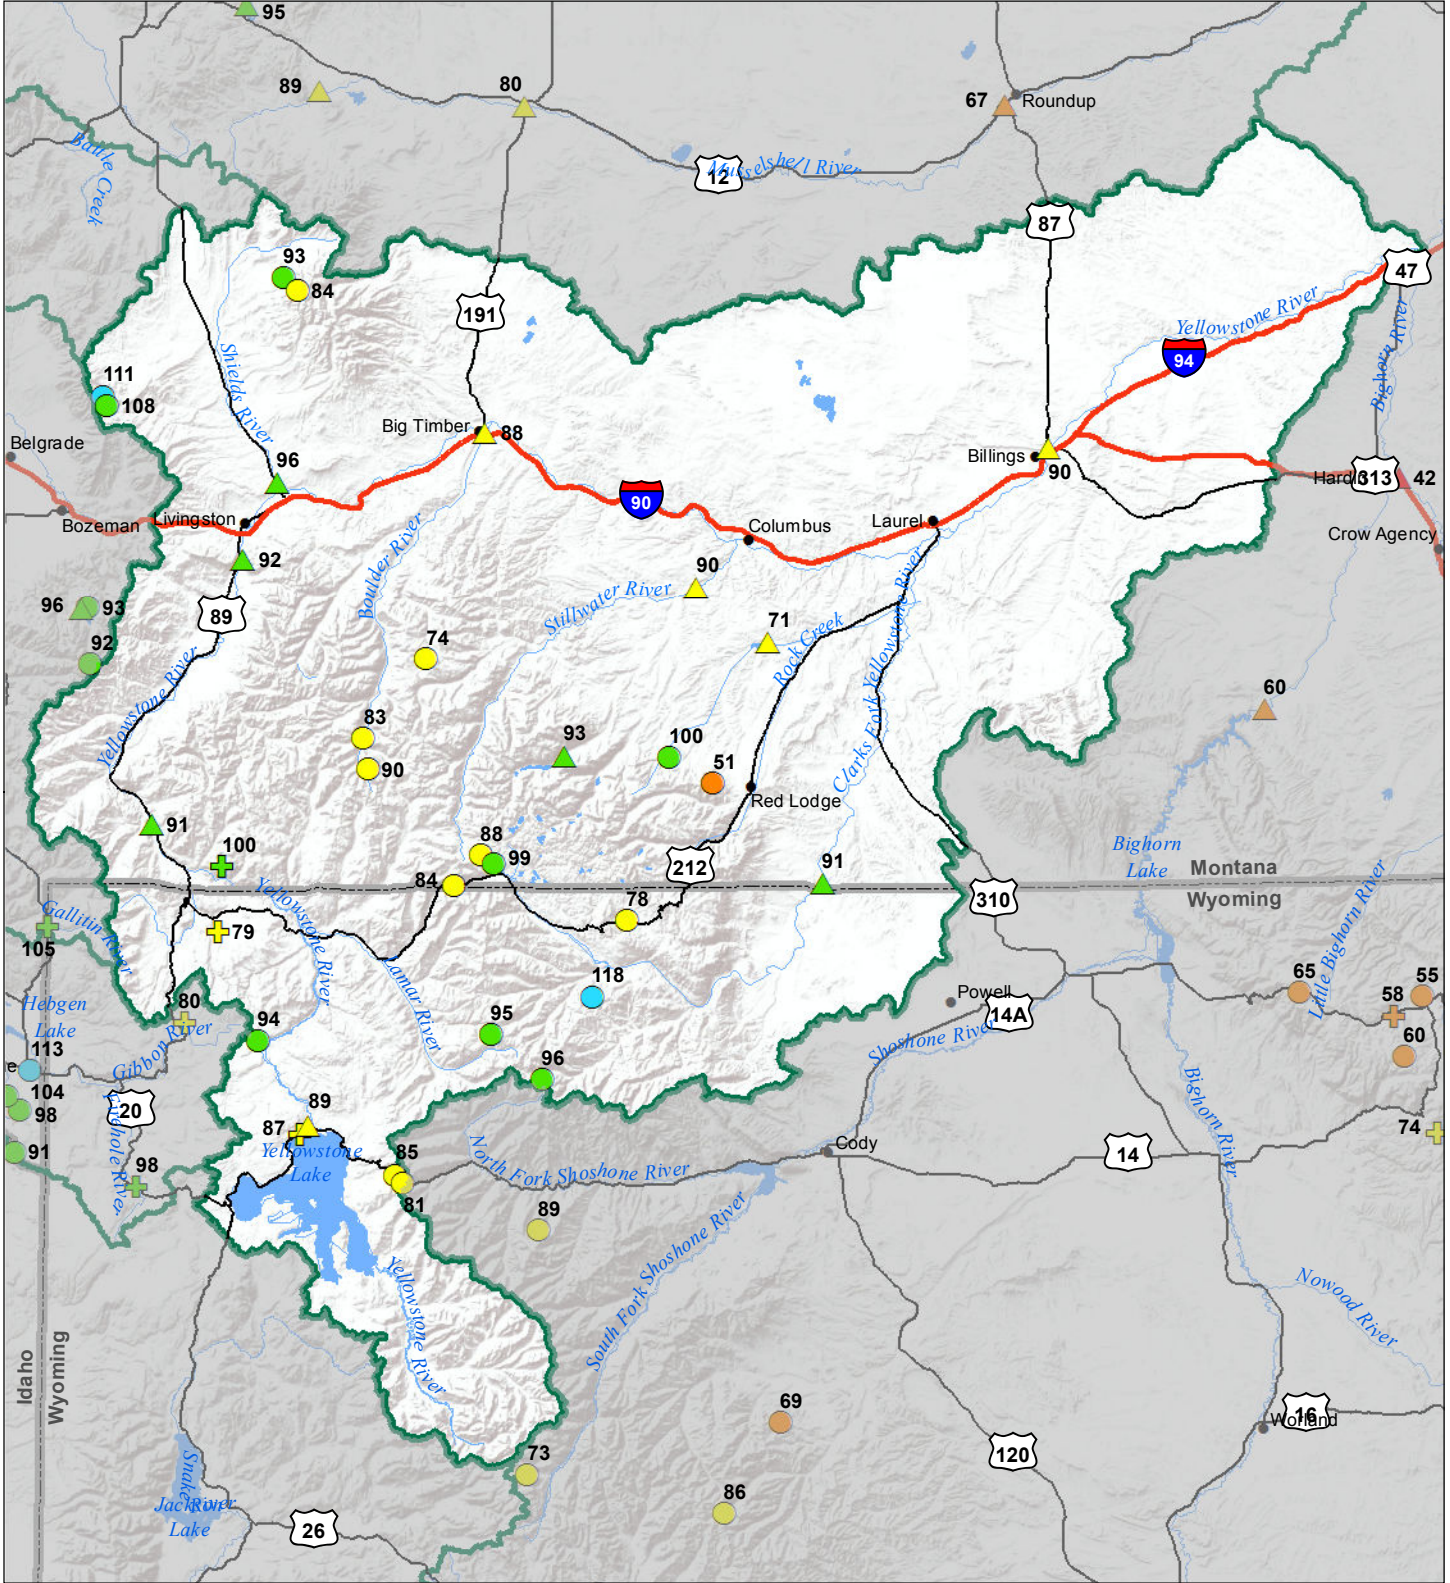 95
89
80
67
Roundup
Battle Creek
12
Musselshell River
87
93
84
47
191
Yellowstone River
94
Bighorn River
Shields River
111
108
Big Timber
88
Belgrade
96
Billings
90
90
Hardin
313
42
Bozeman
Livingston
Columbus
Laurel
Crow Agency
92
Boulder River
90
96
93
89
Stillwater River
71
Rock Creek
92
74
Clarks Fork Yellowstone River
Yellowstone River
83
60
93
100
90
51
Red Lodge
91
88
100
99
212
91
Bighorn
Lake
84
Montana
Wyoming
78
310
Gallitin River
Yellowstone River
105
79
Little Bighorn River
118
65
55
Hebgen
Lake
80
Lamar River
Powell
14A
58
94
95
Shoshone River
113
Gibbon River
60
e
96
104
98
20
89
Bighorn River
74
87
Firehole River
Yellowstone
Lake
North Fork Shoshone River
Cody
14
91
85
98
81
89
South Fork Shoshone River
Yellowstone River
Nowood River
Idaho
Wyoming
69
16
Worland
120
73
Snake River
Jackson
Lake
86
26